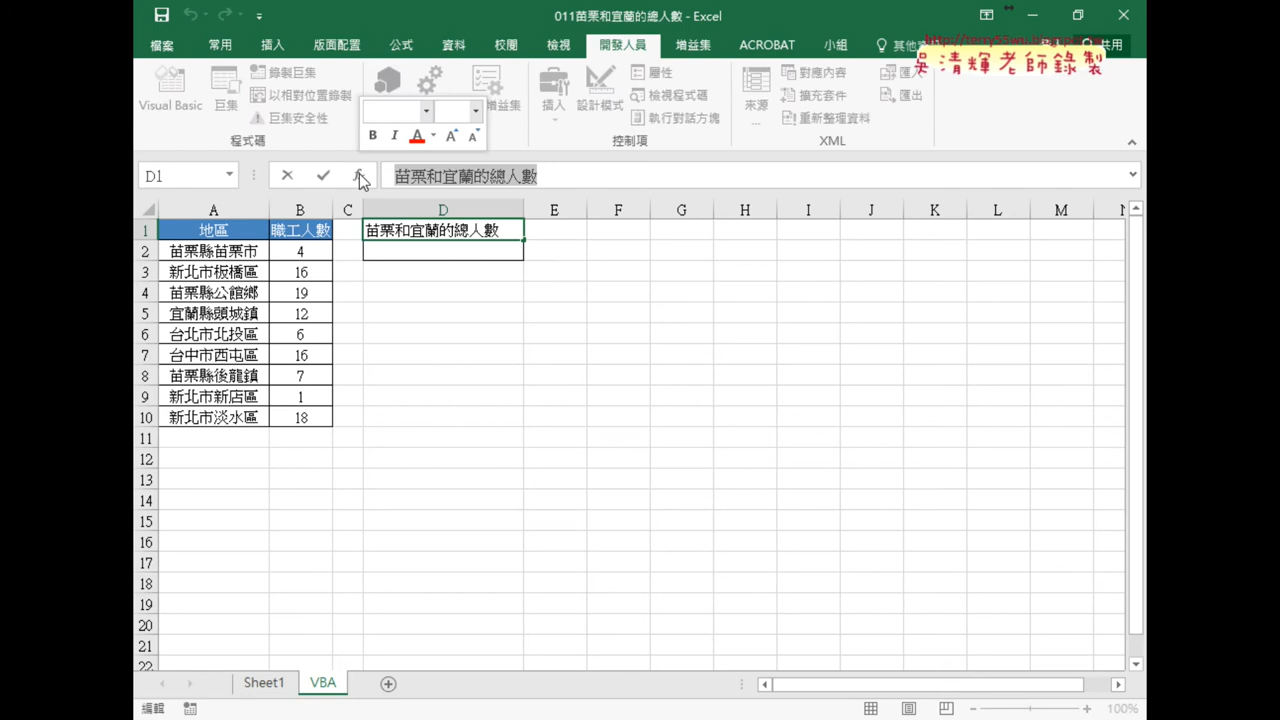 011苗栗和宜蘭的總人數 - Excel
檔案 常用 插入 版面配置 公式 資料 校閱 檢視 開發人員 增益集 ACROBAT 小組 其他 共用
吳清輝老師錄製
Visual Basic 巨集 錄製巨集 以相對位置錄製 巨集安全性 增益集 插入 設計模式 屬性 檢視程式碼 執行對話方塊 來源 對應內容 擴充套件 重新整理資料 匯出
程式碼 控制項 XML
B I A A A
D1 苗栗和宜蘭的總人數
A B C D E F G H I J K L M N
1 地區 職工人數 苗栗和宜蘭的總人數
2 苗栗縣苗栗市 4
3 新北市板橋區 16
4 苗栗縣公館鄉 19
5 宜蘭縣頭城鎮 12
6 台北市北投區 6
7 台中市西屯區 16
8 苗栗縣後龍鎮 7
9 新北市新店區 1
10 新北市淡水區 18
11
12
13
14
15
16
17
18
19
20
21
22
Sheet1 VBA
編輯 100%